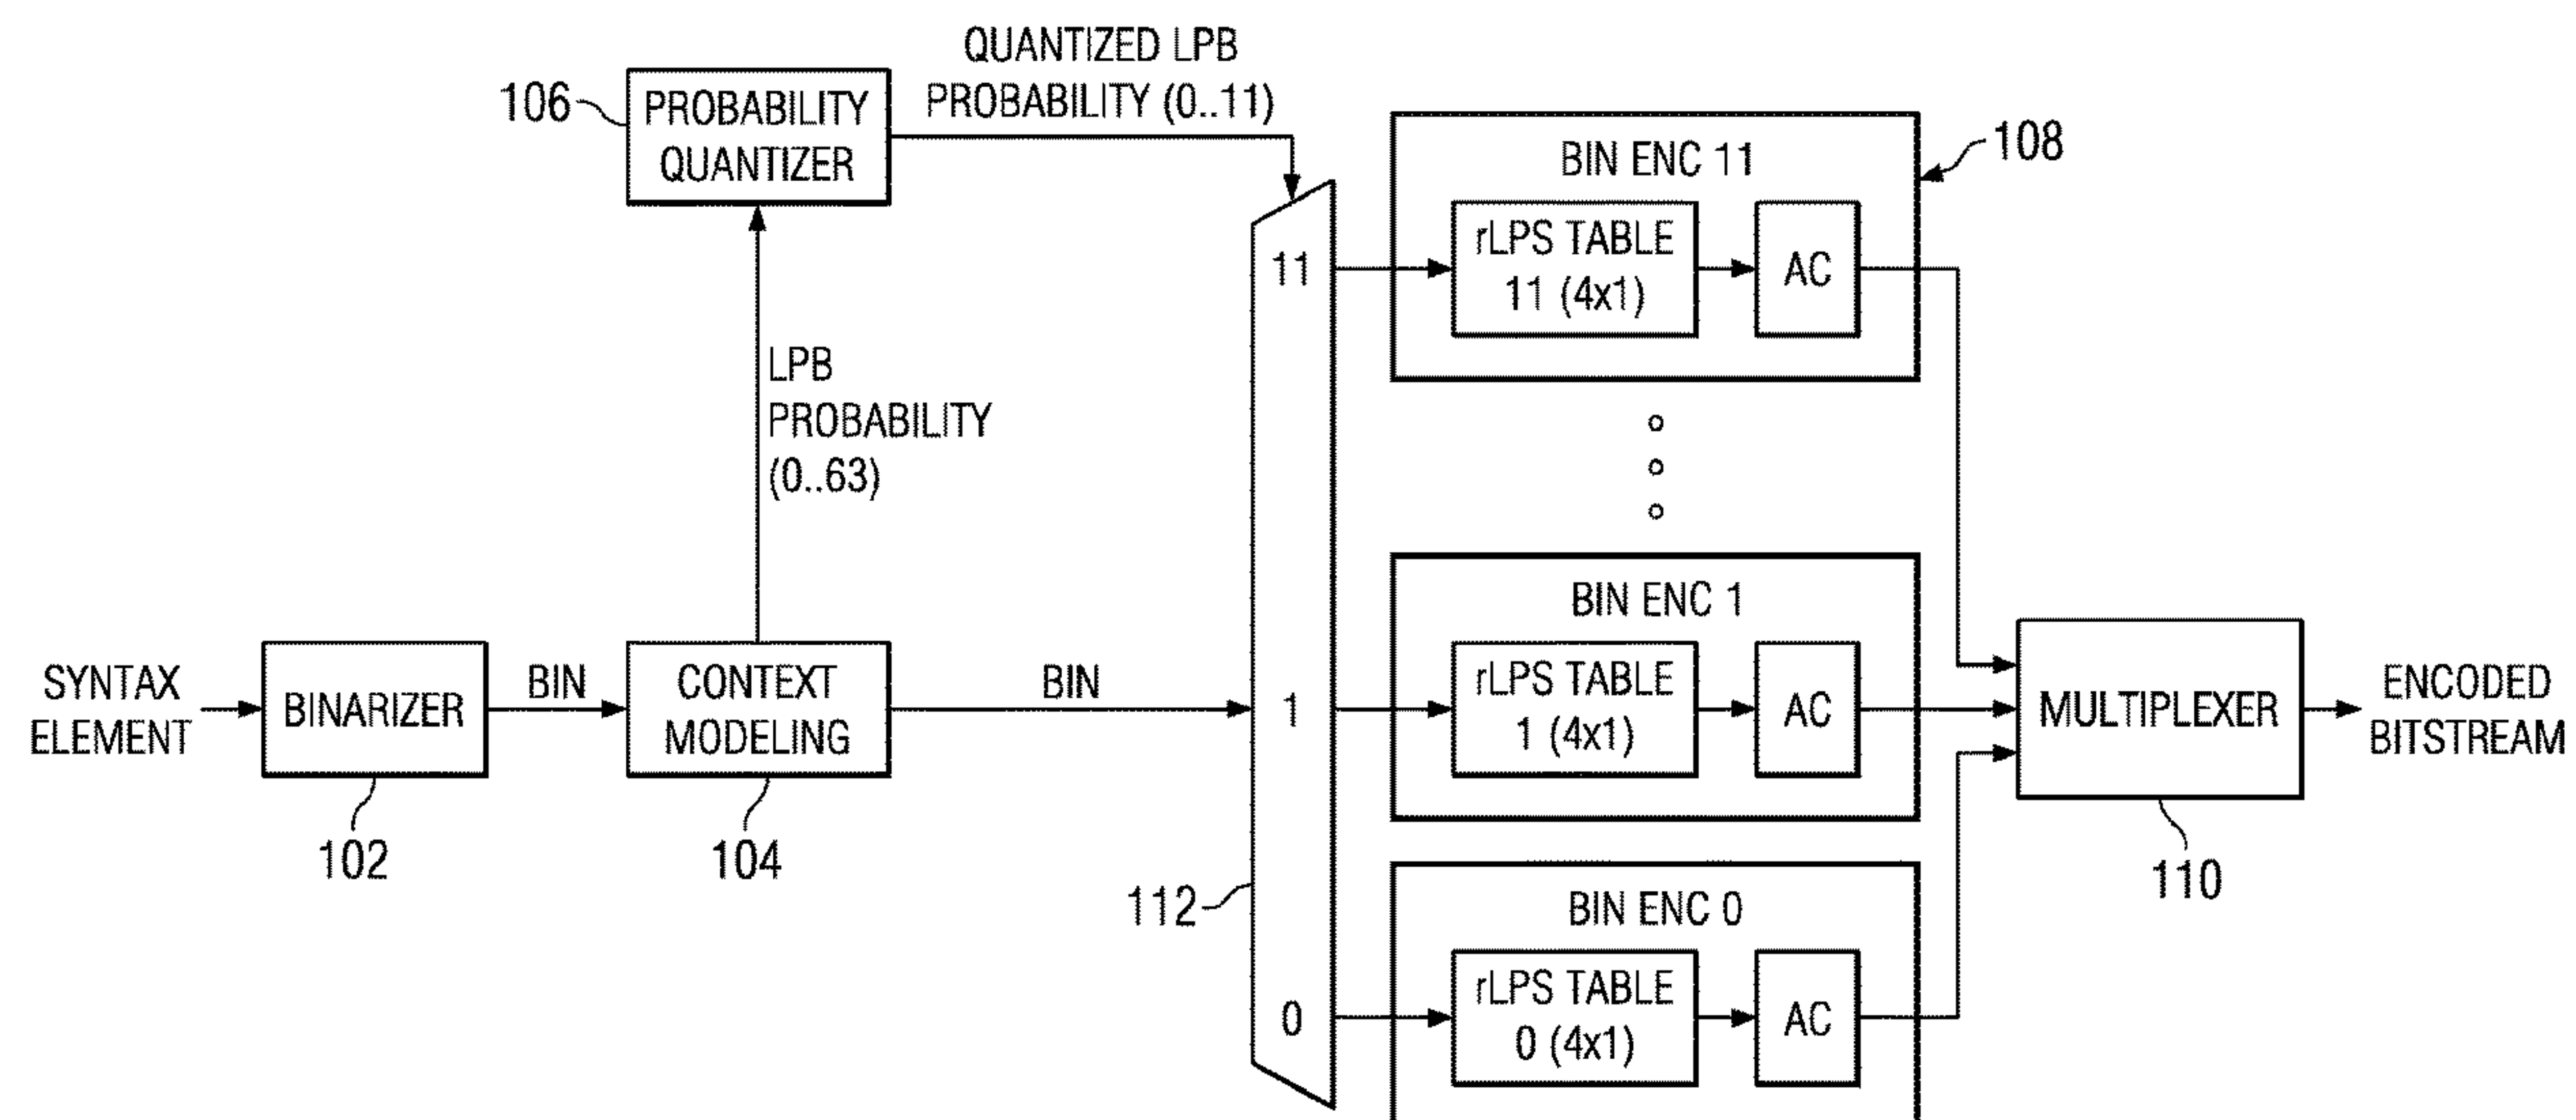 QUANTIZED LPB
PROBABILITY (0..11)
106
PROBABILITY
QUANTIZER
108
BIN ENC 11
rLPS TABLE
11 (4x1)
AC
11
LPB
PROBABILITY
(0..63)
BIN ENC 1
rLPS TABLE
1 (4x1)
AC
1
SYNTAX
ELEMENT
BINARIZER
BIN
CONTEXT
MODELING
BIN
MULTIPLEXER
ENCODED
BITSTREAM
102
104
112
110
BIN ENC 0
rLPS TABLE
0 (4x1)
AC
0